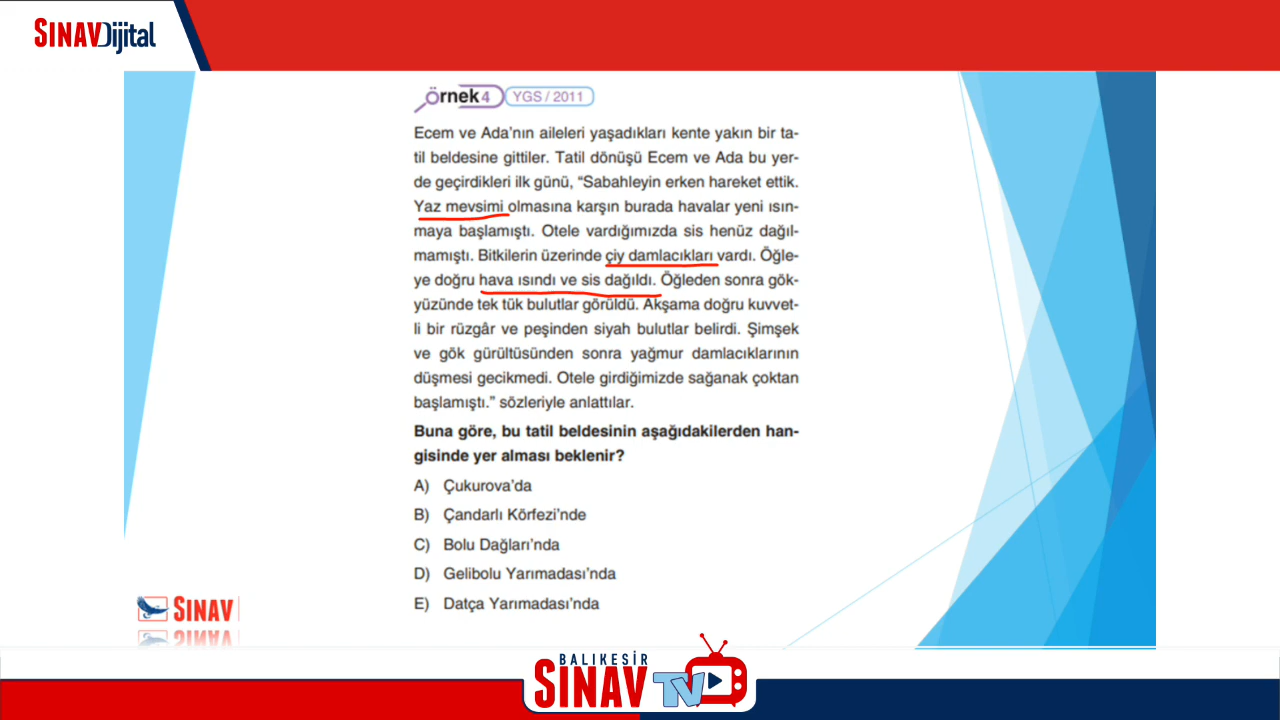 SINAVDijital
Örnek 4 YGS / 2011
Ecem ve Ada'nın aileleri yaşadıkları kente yakın bir ta-
til beldesine gittiler. Tatil dönüşü Ecem ve Ada bu yer-
de geçirdikleri ilk günü, “Sabahleyin erken hareket ettik.
Yaz mevsimi olmasına karşın burada havalar yeni ısın-
maya başlamıştı. Otele vardığımızda sis henüz dağıl-
mamıştı. Bitkilerin üzerinde çiy damlacıkları vardı. Öğle-
ye doğru hava ısındı ve sis dağıldı. Öğleden sonra gök-
yüzünde tek tük bulutlar görüldü. Akşama doğru kuvvet-
li bir rüzgâr ve peşinden siyah bulutlar belirdi. Şimşek
ve gök gürültüsünden sonra yağmur damlacıklarının
düşmesi gecikmedi. Otele girdiğimizde sağanak çoktan
başlamıştı.” sözleriyle anlattılar.
Buna göre, bu tatil beldesinin aşağıdakilerden han-
gisinde yer alması beklenir?
A) Çukurova'da
B) Çandarlı Körfezi'nde
C) Bolu Dağları'nda
D) Gelibolu Yarımadası'nda
E) Datça Yarımadası'nda
SINAV
BALIKESİR
SINAV TV